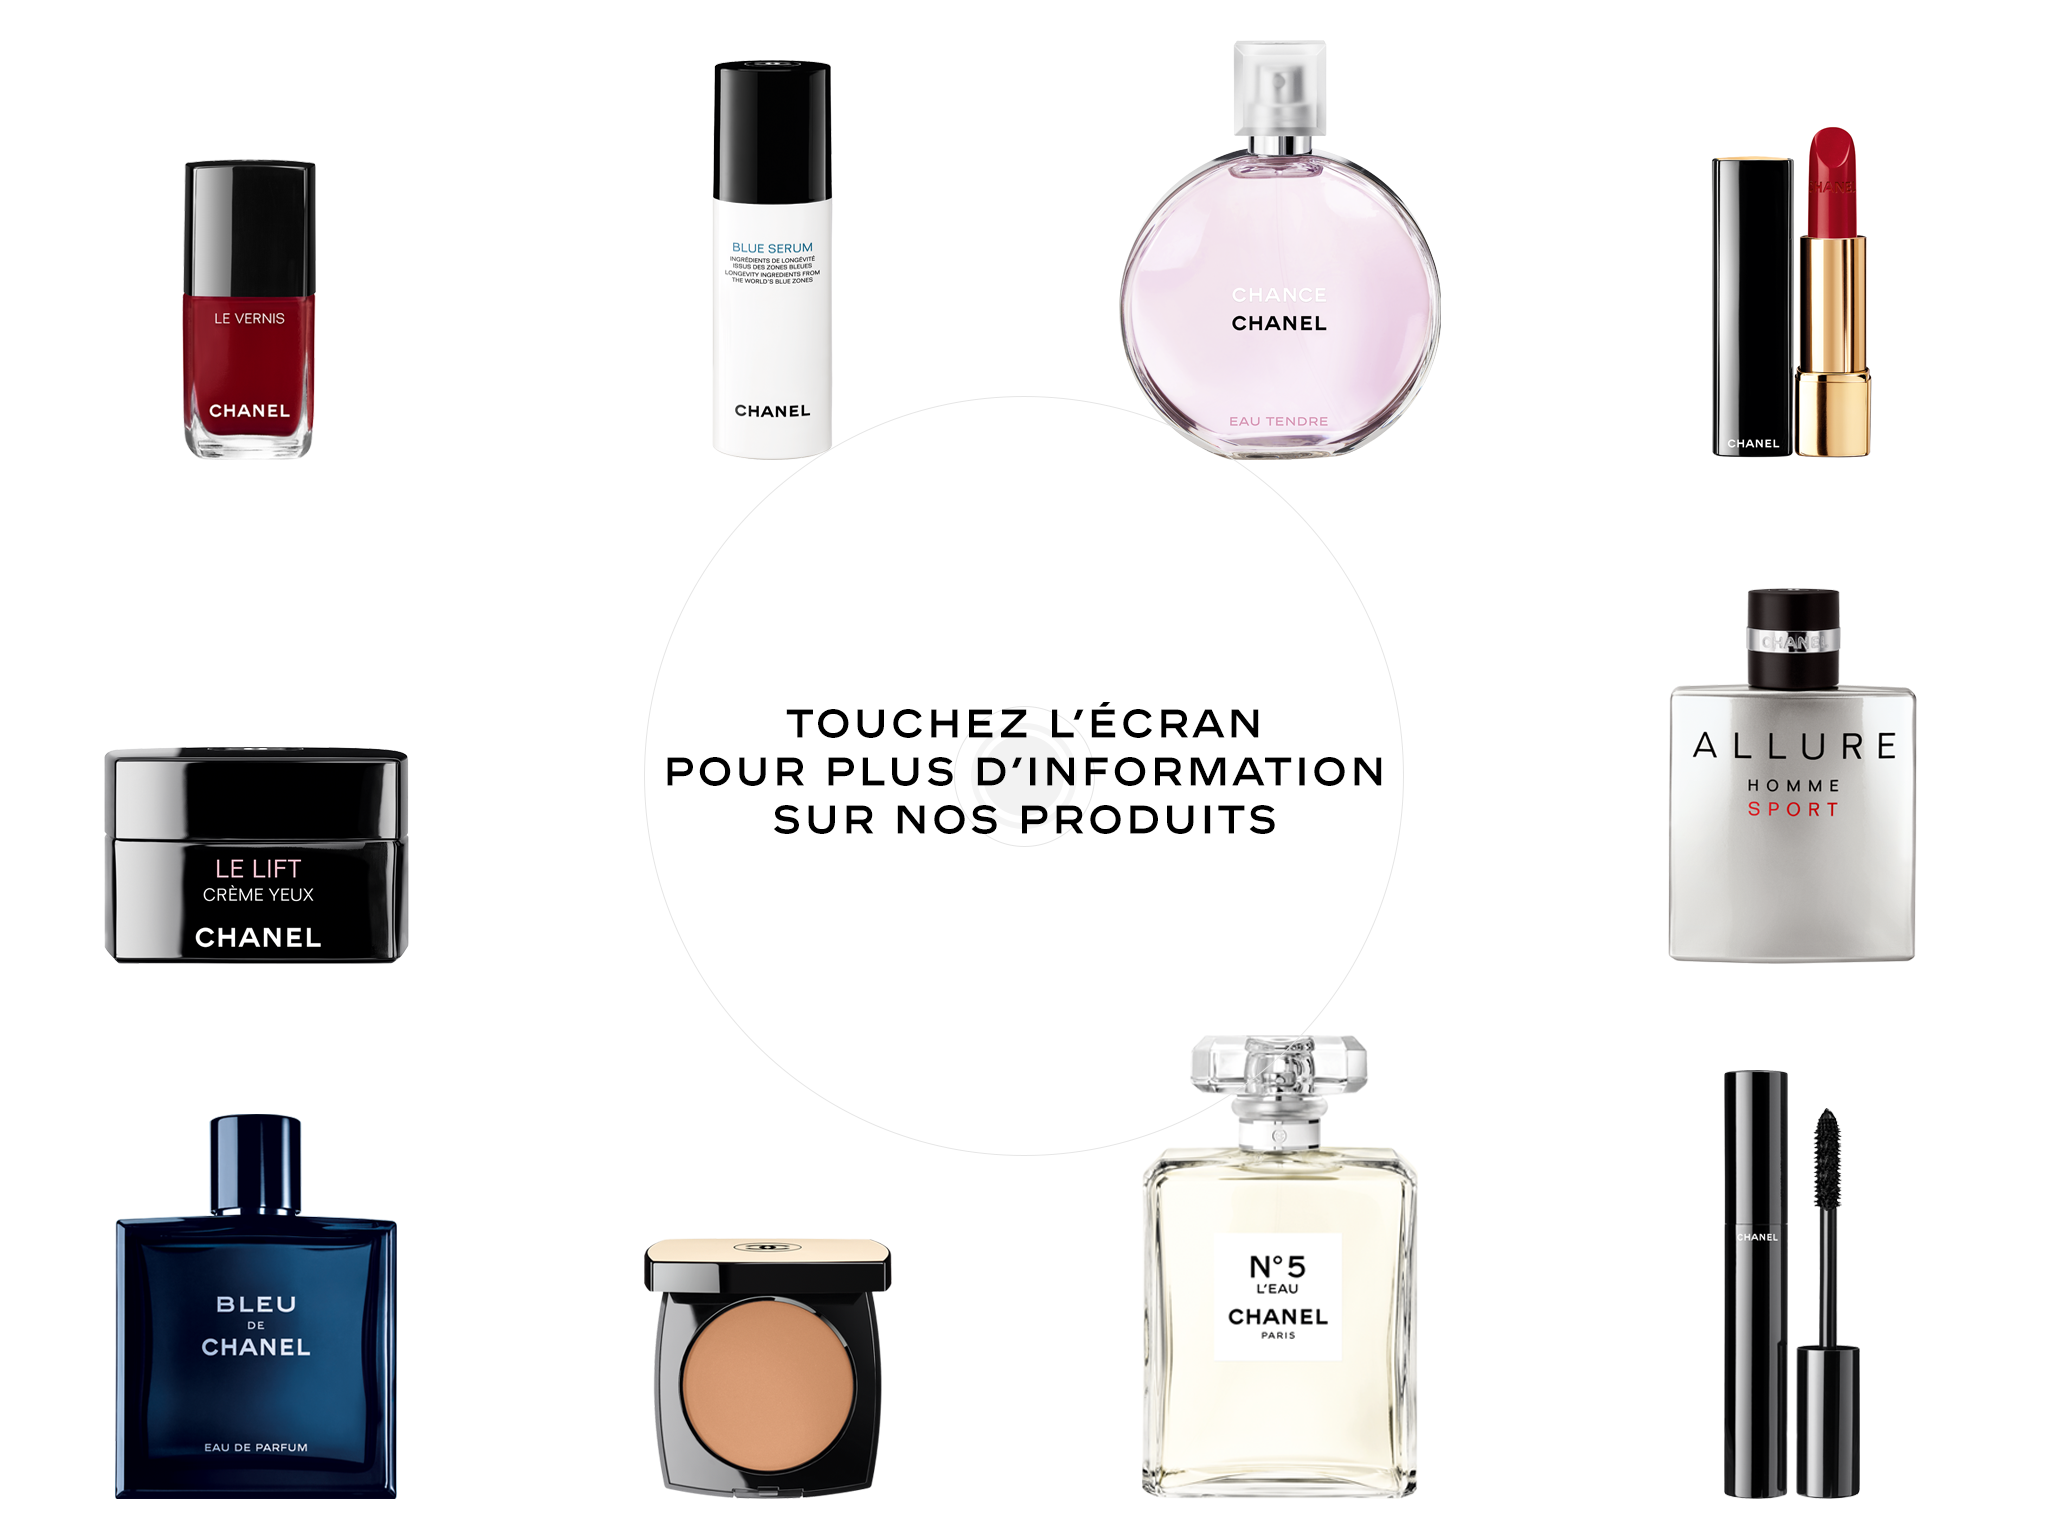 LE VERNIS
CHANEL
BLUE SERUM
INGRÉDIENTS DE LONGÉVITÉ
ISSUS DES ZONES BLEUES
LONGEVITY INGREDIENTS FROM
THE WORLD'S BLUE ZONES
CHANEL
CHANCE
CHANEL
EAU TENDRE
CHANEL
CHANEL
TOUCHEZ L'ÉCRAN
POUR PLUS D'INFORMATION
SUR NOS PRODUITS
LE LIFT
CRÈME YEUX
CHANEL
CHANEL
ALLURE
HOMME
SPORT
BLEU
DE
CHANEL
EAU DE PARFUM
N°5
L'EAU
CHANEL
PARIS
CHANEL